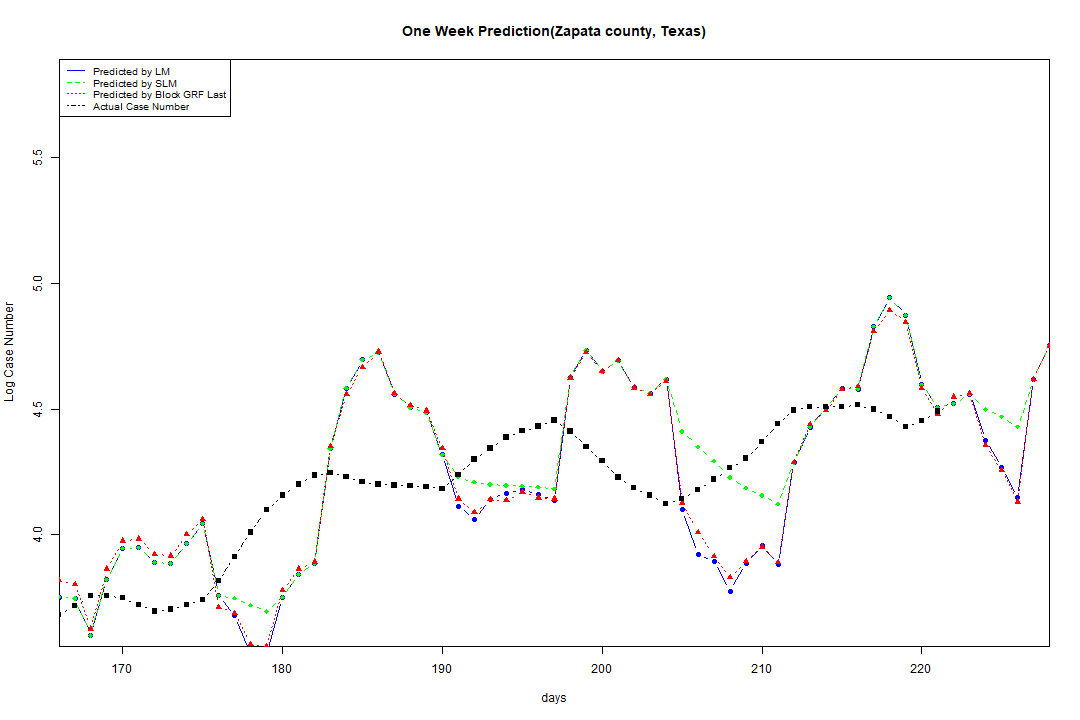 One Week Prediction(Zapata county, Texas)
Predicted by LM
Predicted by SLM
Predicted by Block GRF Last
Actual Case Number
5.5
5.0
4.5
4.0
Log Case Number
170 180 190 200 210 220
days